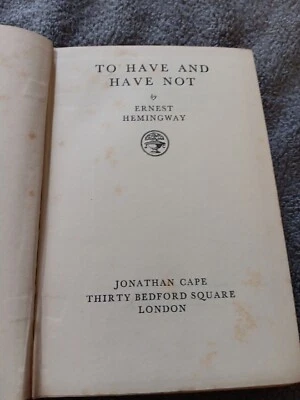 TO HAVE AND
HAVE NOT
by
ERNEST
HEMINGWAY
JONATHAN CAPE
THIRTY BEDFORD SQUARE
LONDON